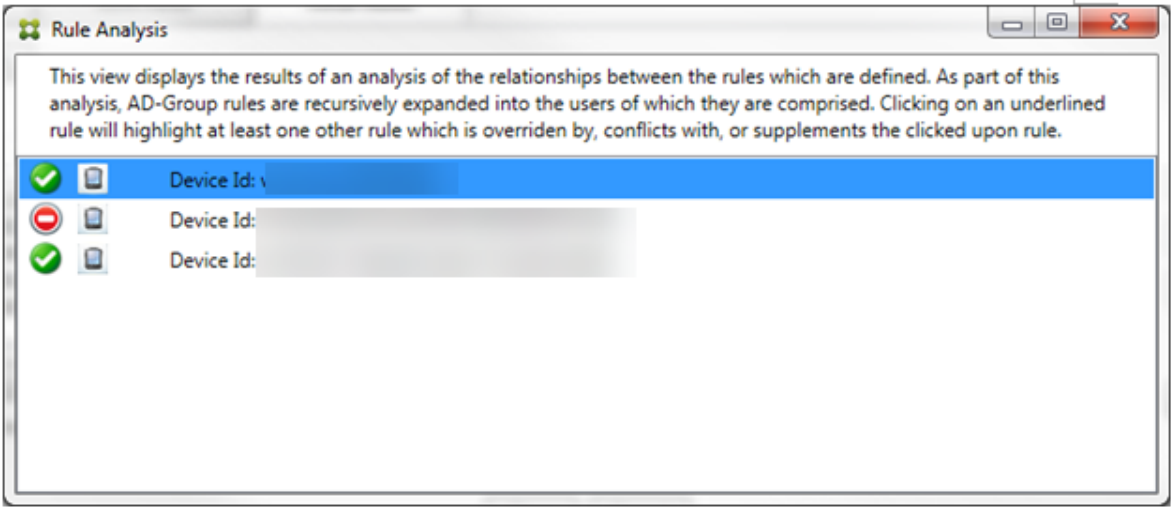 Rule Analysis
This view displays the results of an analysis of the relationships between the rules which are defined. As part of this
analysis, AD-Group rules are recursively expanded into the users of which they are comprised. Clicking on an underlined
rule will highlight at least one other rule which is overriden by, conflicts with, or supplements the clicked upon rule.
Device Id:
Device Id:
Device Id: